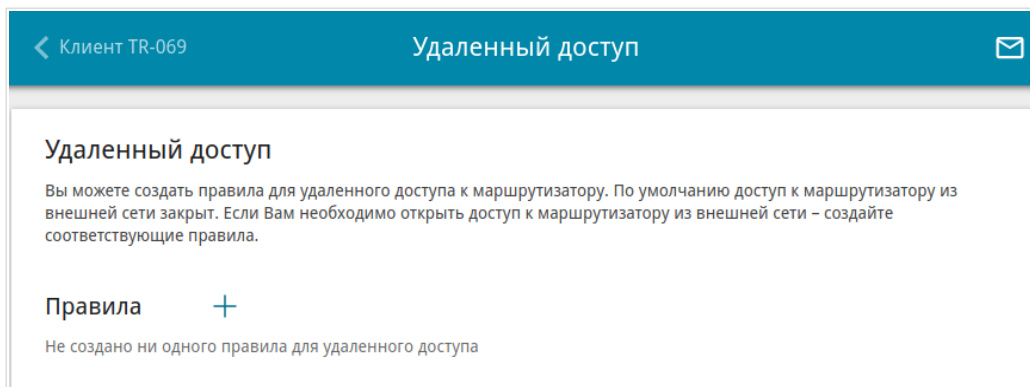 Клиент TR-069
Удаленный доступ
Удаленный доступ
Вы можете создать правила для удаленного доступа к маршрутизатору. По умолчанию доступ к маршрутизатору из
внешней сети закрыт. Если Вам необходимо открыть доступ к маршрутизатору из внешней сети – создайте
соответствующие правила.
Правила
Не создано ни одного правила для удаленного доступа